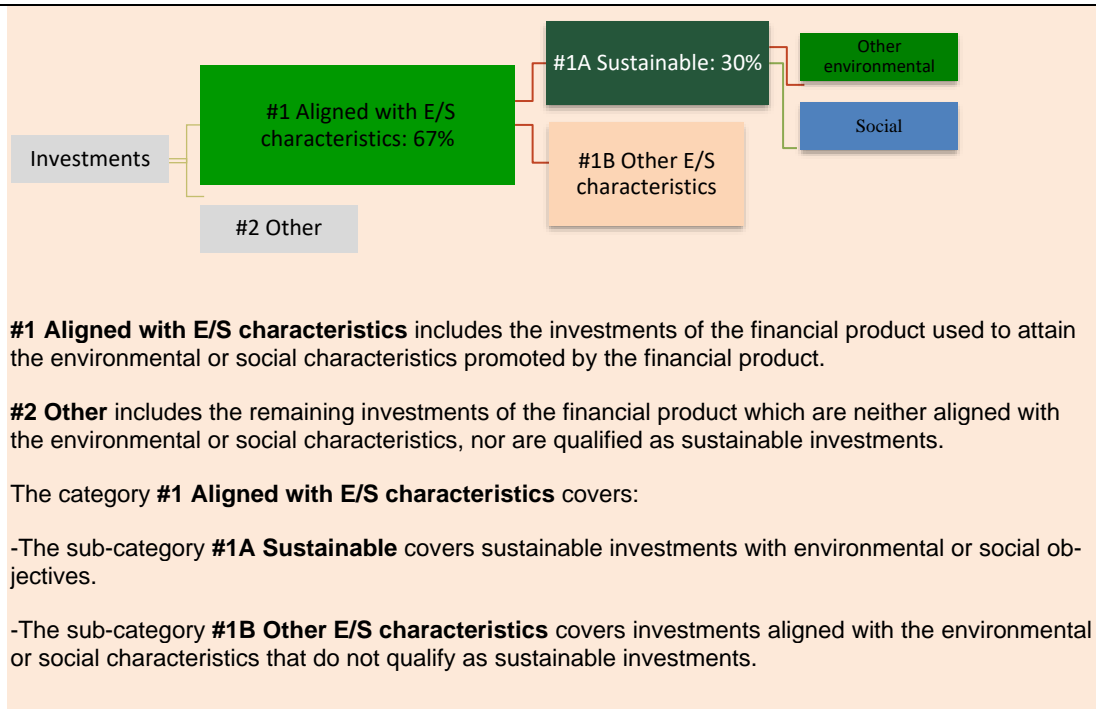 Investments
#1 Aligned with E/S
characteristics: 67%
#2 Other
#1A Sustainable: 30%
#1B Other E/S
characteristics
Other
environmental
Social
#1 Aligned with E/S characteristics includes the investments of the financial product used to attain
the environmental or social characteristics promoted by the financial product.
#2 Other includes the remaining investments of the financial product which are neither aligned with
the environmental or social characteristics, nor are qualified as sustainable investments.
The category #1 Aligned with E/S characteristics covers:
-The sub-category #1A Sustainable covers sustainable investments with environmental or social ob-
jectives.
-The sub-category #1B Other E/S characteristics covers investments aligned with the environmental
or social characteristics that do not qualify as sustainable investments.